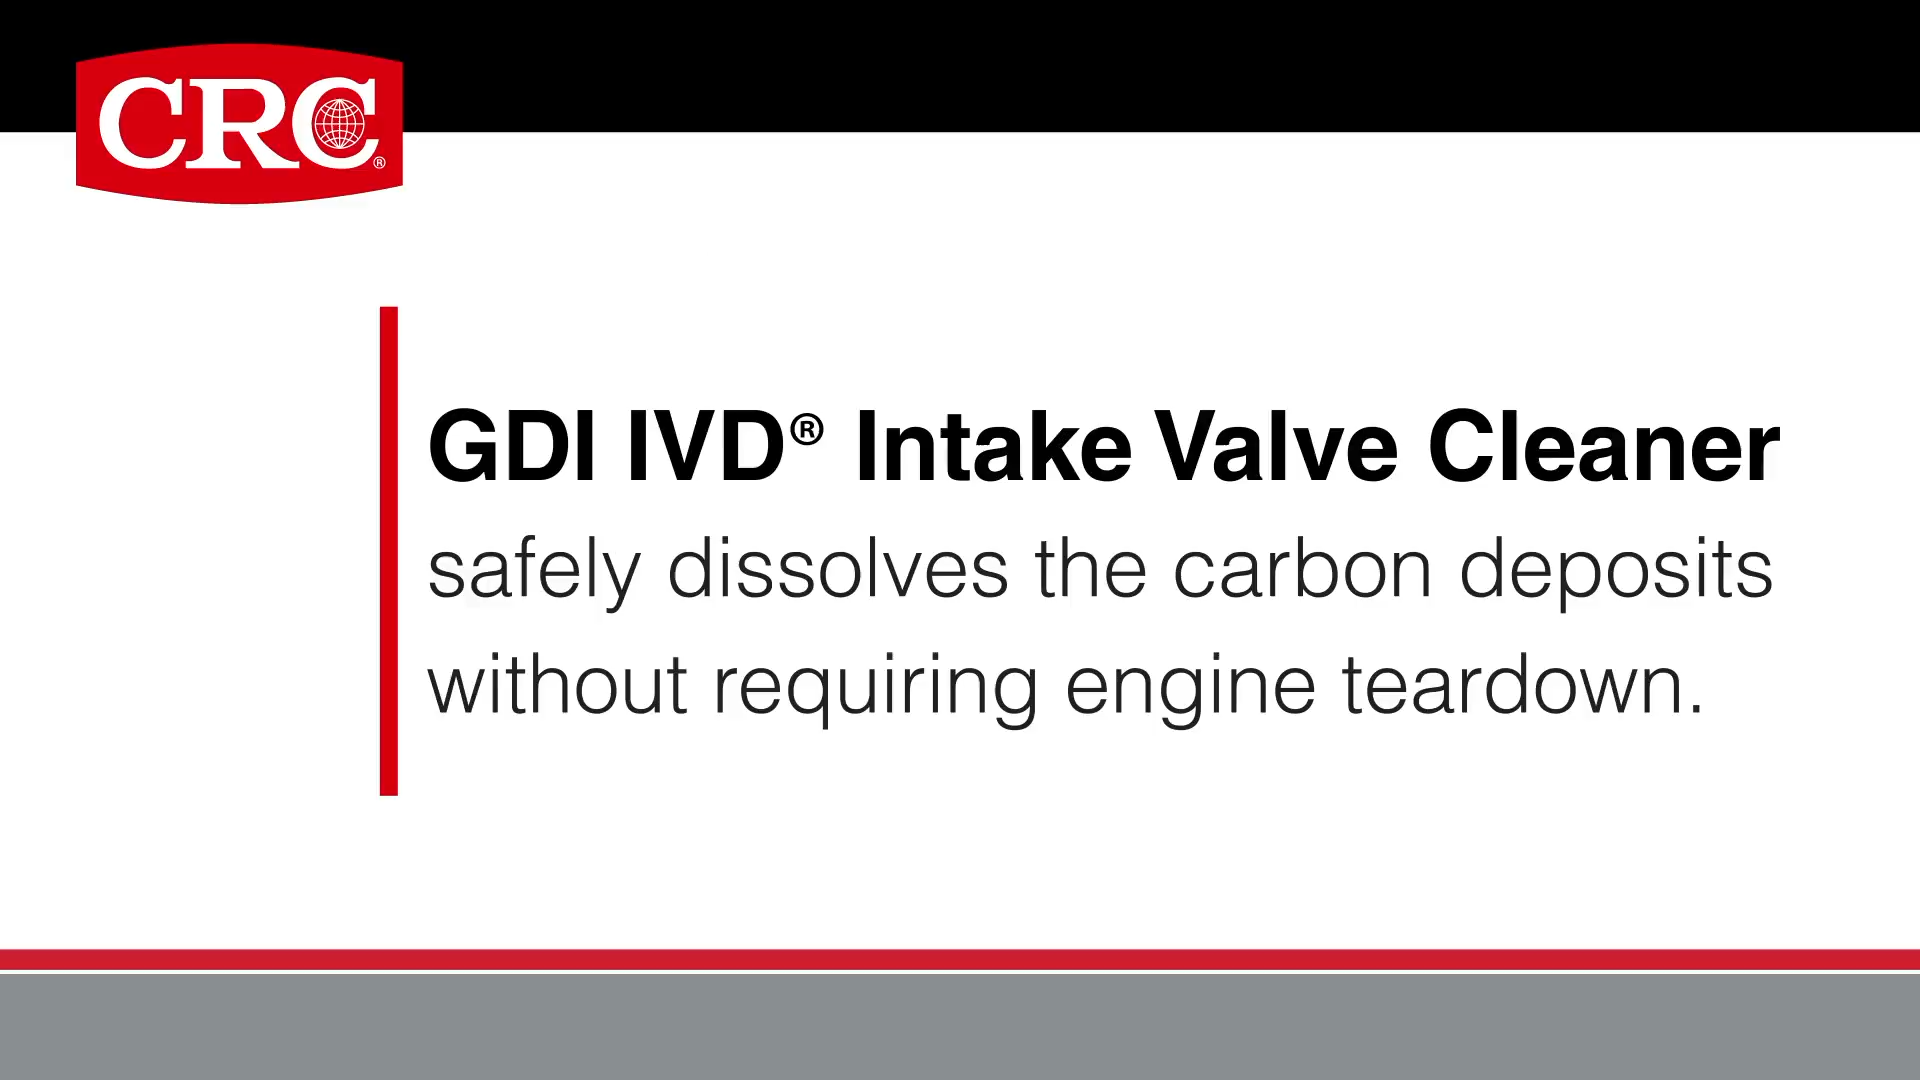 CRC®
GDI IVD® Intake Valve Cleaner
safely dissolves the carbon deposits
without requiring engine teardown.